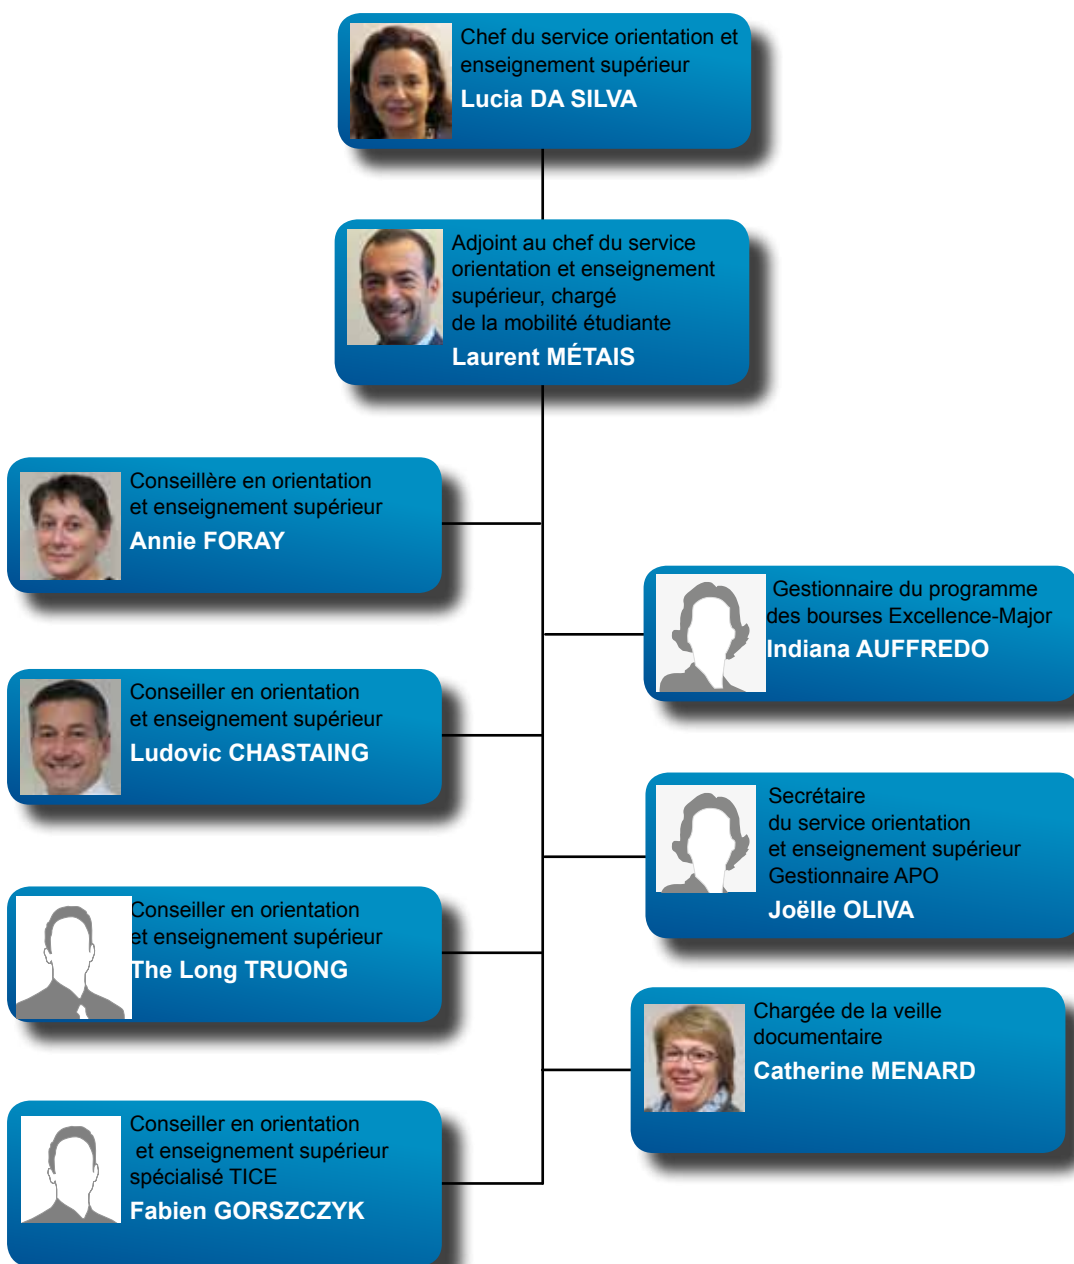 Chef du service orientation et
enseignement supérieur
Lucia DA SILVA
Adjoint au chef du service
orientation et enseignement
supérieur, chargé
de la mobilité étudiante
Laurent MÉTAIS
Conseillère en orientation
et enseignement supérieur
Annie FORAY
Gestionnaire du programme
des bourses Excellence-Major
Indiana AUFFREDO
Conseiller en orientation
et enseignement supérieur
Ludovic CHASTAING
Secrétaire
du service orientation
et enseignement supérieur
Gestionnaire APO
Joëlle OLIVA
Conseiller en orientation
et enseignement supérieur
The Long TRUONG
Chargée de la veille
documentaire
Catherine MENARD
Conseiller en orientation
et enseignement supérieur
spécialisé TICE
Fabien GORSZCZYK